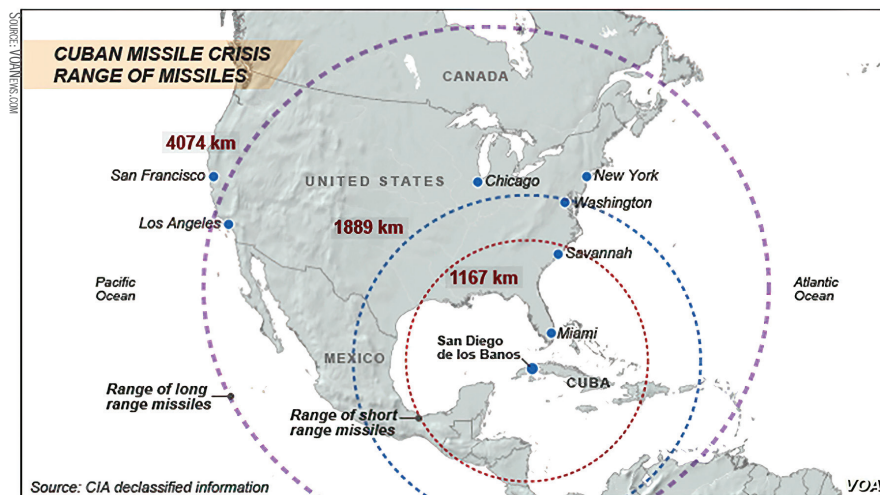 SOURCE: VOANEWS.COM
CUBAN MISSILE CRISIS
RANGE OF MISSILES
CANADA
4074 km
San Francisco
UNITED STATES
Chicago
New York
Washington
Los Angeles
1889 km
Savannah
1167 km
Pacific
Ocean
Atlantic
Ocean
Miami
San Diego
de los Banos
MEXICO
CUBA
Range of long
range missiles
Range of short
range missiles
Source: CIA declassified information
VOA